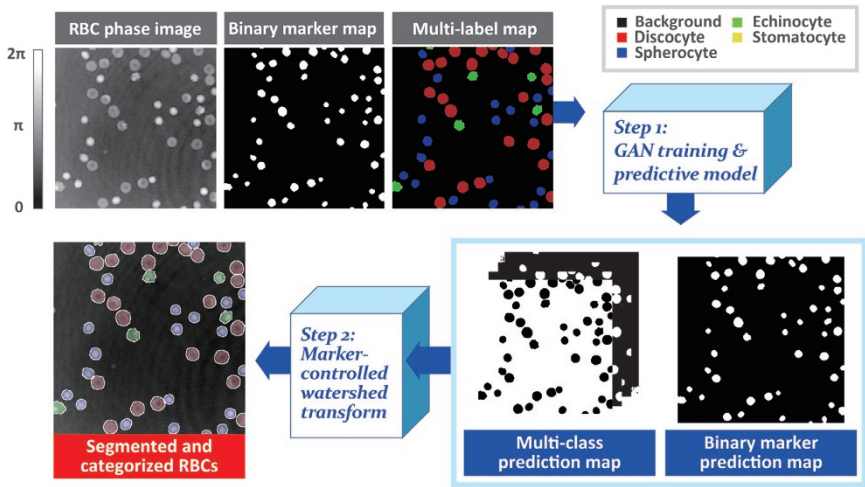 RBC phase image
Binary marker map
Multi-label map
Background
Echinocyte
Discocyte
Stomatocyte
Spherocyte
2π
π
0
Step 1:
GAN training &
predictive model
Step 2:
Marker-
controlled
watershed
transform
Segmented and
categorized RBCs
Multi-class
prediction map
Binary marker
prediction map